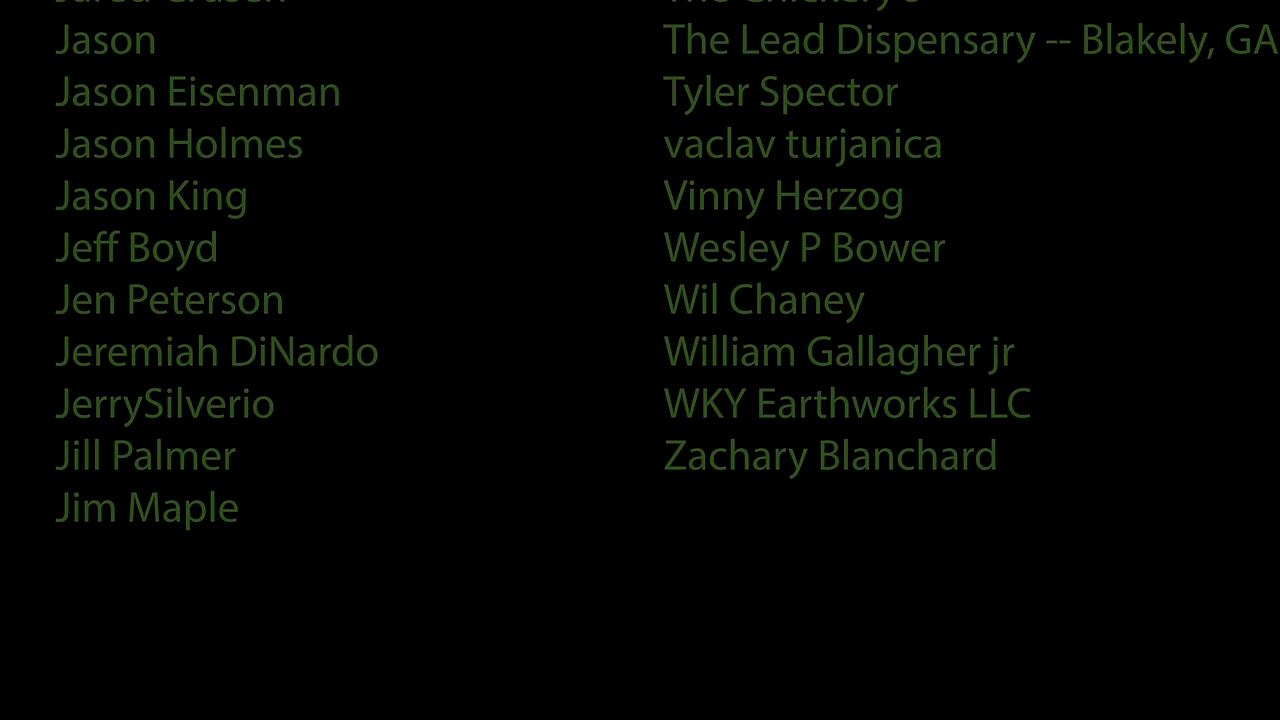 Jason
Jason Eisenman
Jason Holmes
Jason King
Jeff Boyd
Jen Peterson
Jeremiah DiNardo
JerrySilverio
Jill Palmer
Jim Maple
The Lead Dispensary -- Blakely, GA
Tyler Spector
vaclav turjanica
Vinny Herzog
Wesley P Bower
Wil Chaney
William Gallagher jr
WKY Earthworks LLC
Zachary Blanchard